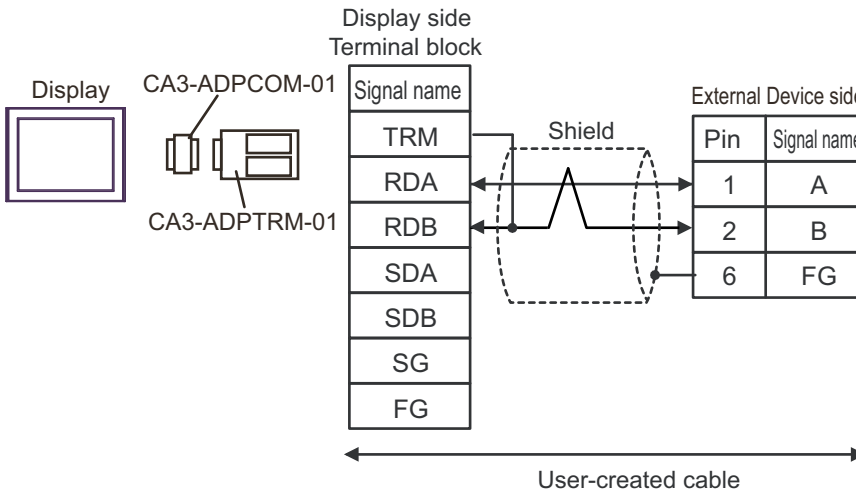 Display side
Terminal block
Display
CA3-ADPCOM-01
CA3-ADPTRM-01
Signal name
TRM
RDA
RDB
SDA
SDB
SG
FG
Shield
External Device side
Pin Signal name
1 A
2 B
6 FG
User-created cable